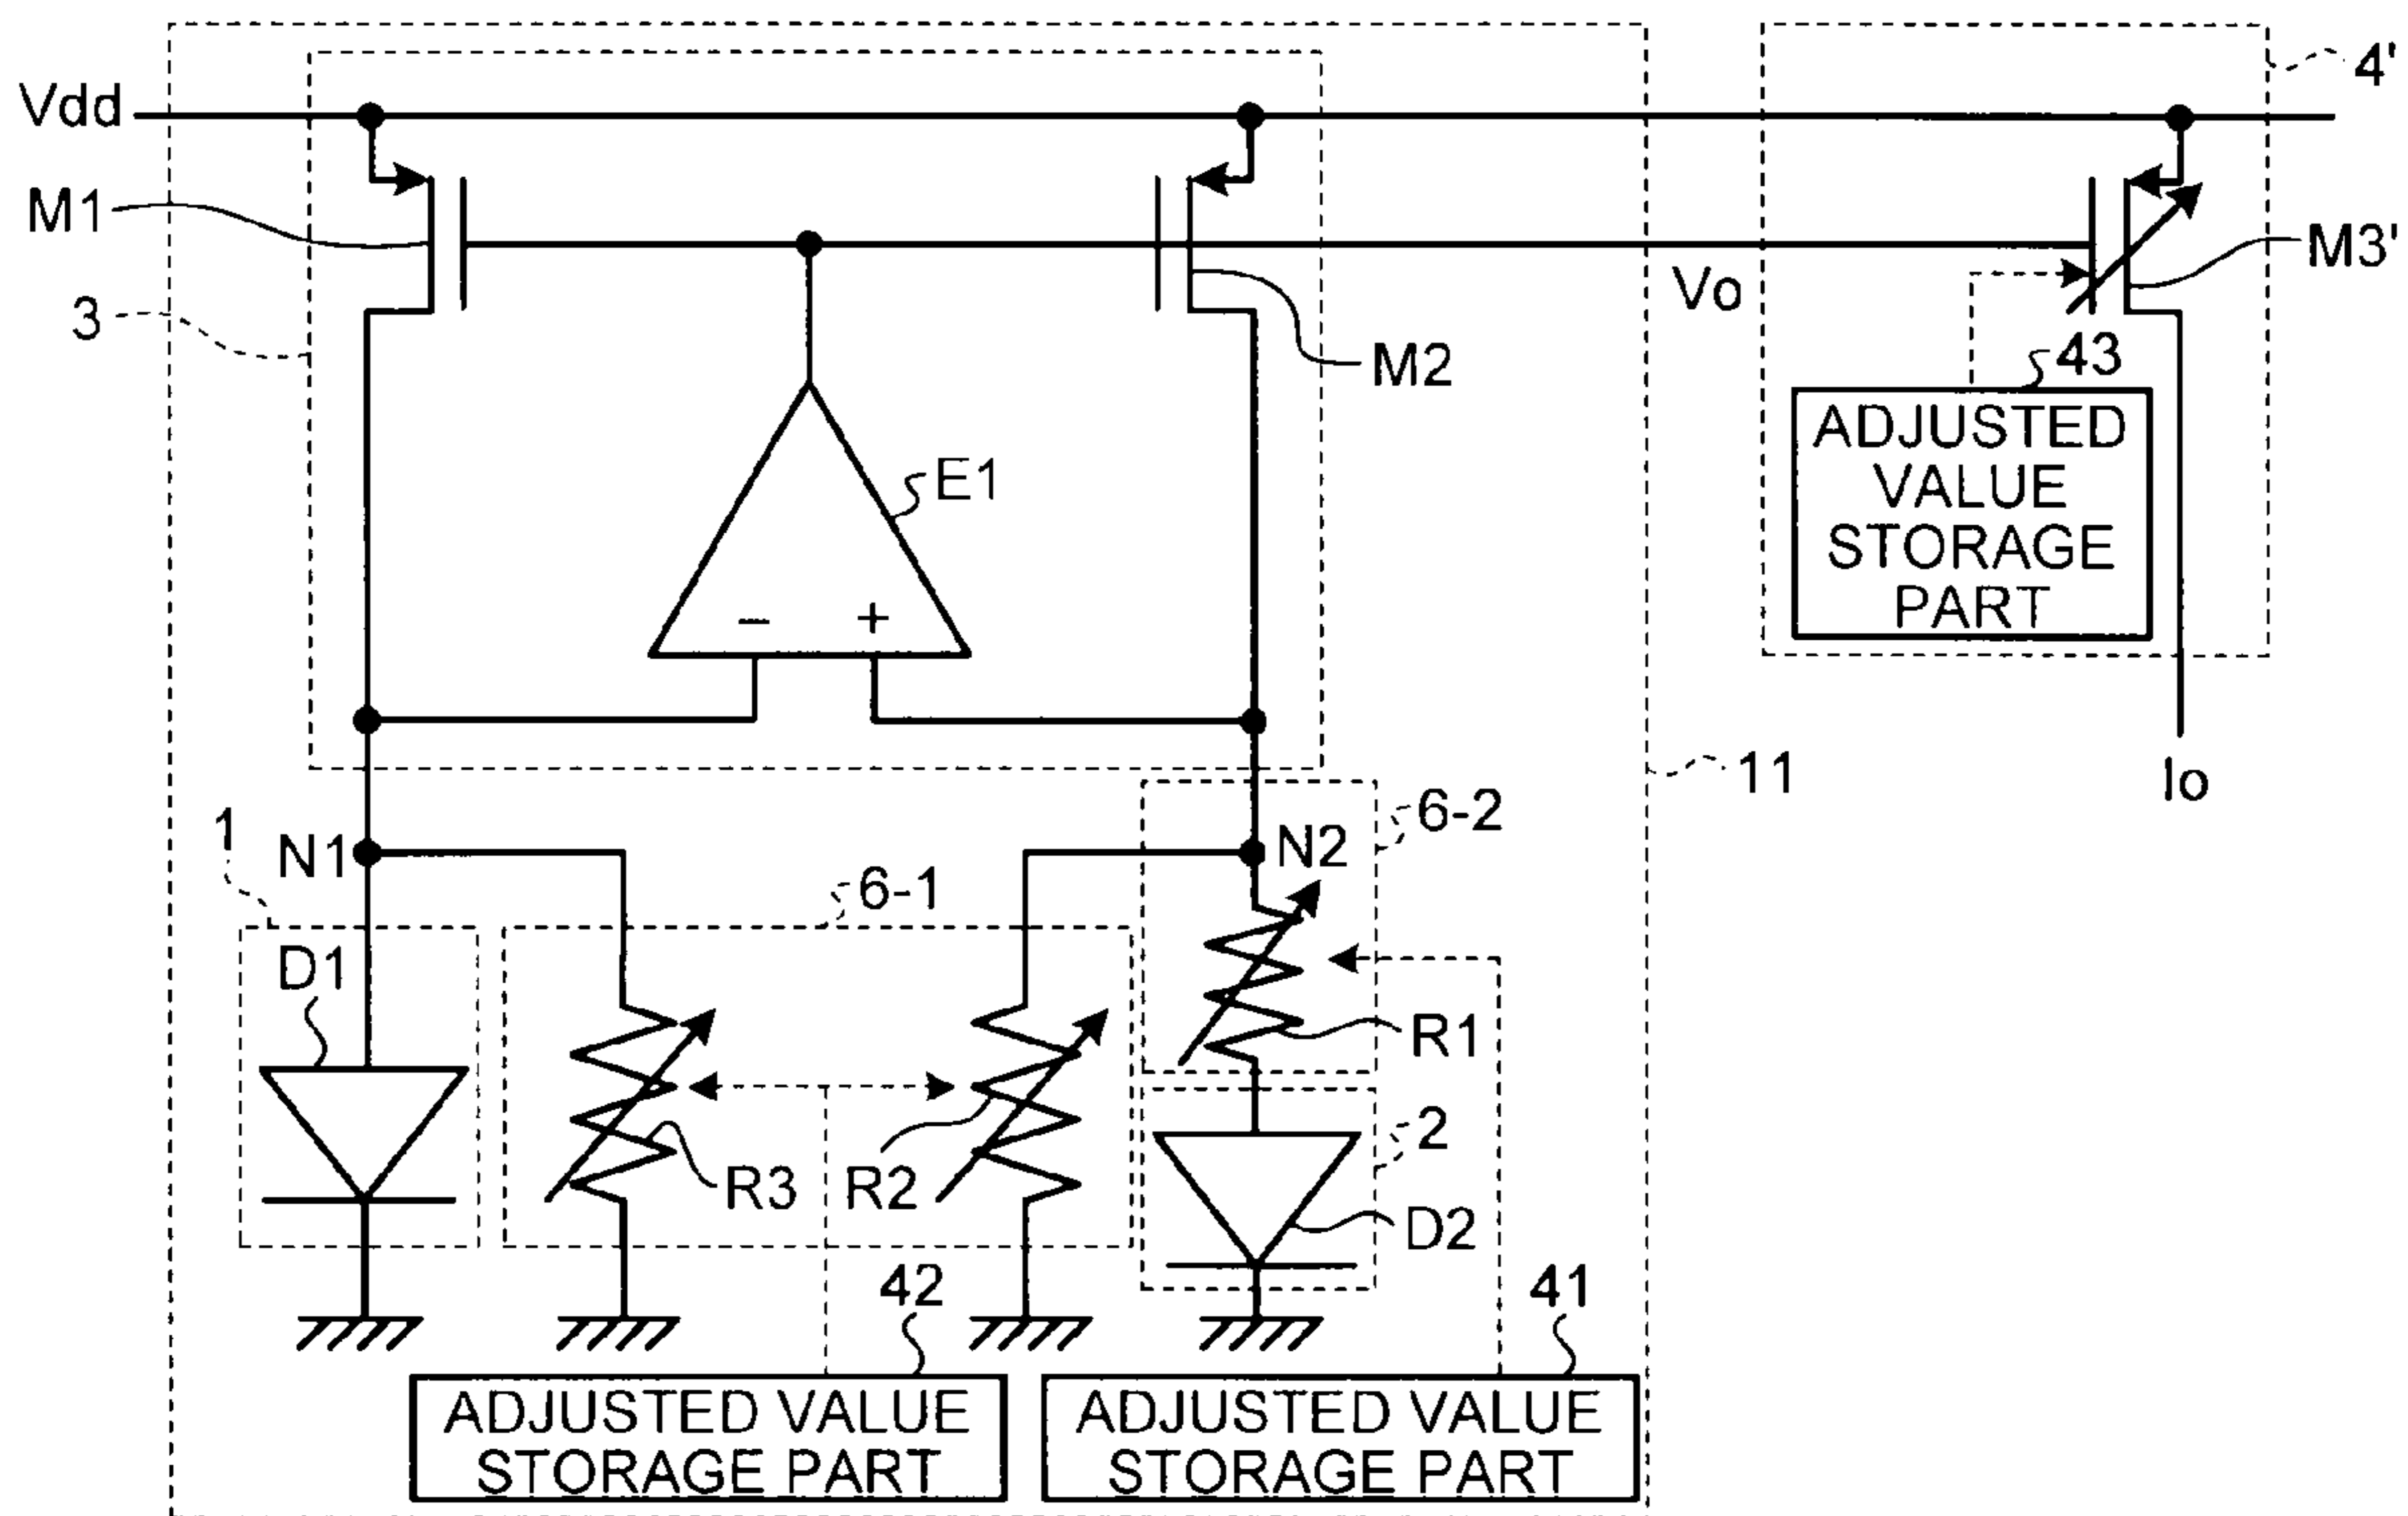 4'
Vdd
M1
M3'
Vo
3
M2
43
ADJUSTED
VALUE
STORAGE
PART
E1
−
+
11
Io
6-2
1
N1
N2
6-1
D1
R1
2
R3
R2
D2
42
41
ADJUSTED VALUE
STORAGE PART
ADJUSTED VALUE
STORAGE PART